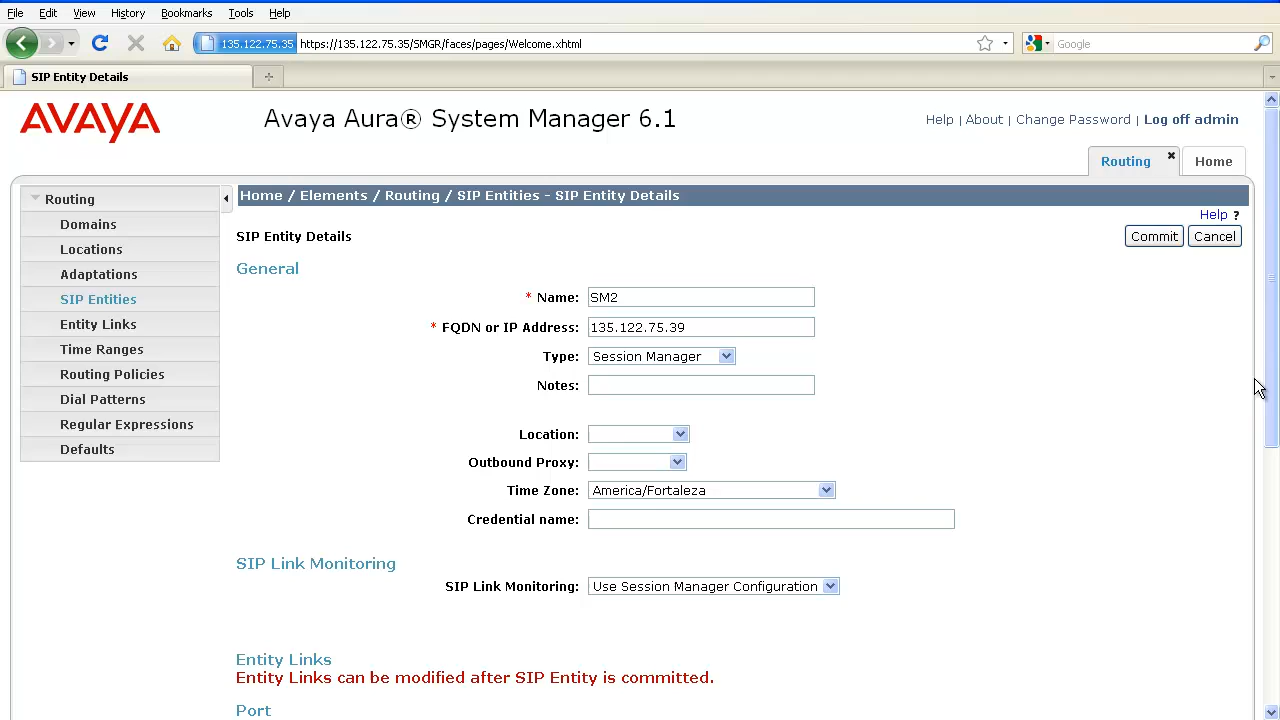 File Edit View History Bookmarks Tools Help
135.122.75.35 https://135.122.75.35/SMGR/faces/pages/Welcome.xhtml
Google
SIP Entity Details
AVAYA
Avaya Aura® System Manager 6.1
Help | About | Change Password | Log off admin
Routing Home
Routing
Domains
Locations
Adaptations
SIP Entities
Entity Links
Time Ranges
Routing Policies
Dial Patterns
Regular Expressions
Defaults
Home / Elements / Routing / SIP Entities - SIP Entity Details
Help ?
SIP Entity Details
Commit Cancel
General
* Name: SM2
* FQDN or IP Address: 135.122.75.39
Type: Session Manager
Notes:
Location:
Outbound Proxy:
Time Zone: America/Fortaleza
Credential name:
SIP Link Monitoring
SIP Link Monitoring: Use Session Manager Configuration
Entity Links
Entity Links can be modified after SIP Entity is committed.
Port